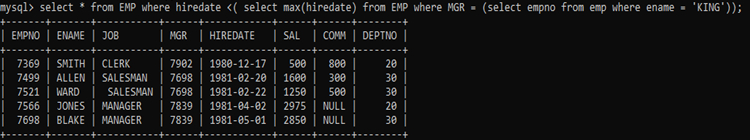 mysql> select * from EMP where hiredate <( select max(hiredate) from EMP where MGR = (select empno from emp where ename = 'KING'));
+-------+-------+----------+------+------------+------+------+--------+
| EMPNO | ENAME | JOB | MGR | HIREDATE | SAL | COMM | DEPTNO |
+-------+-------+----------+------+------------+------+------+--------+
| 7369 | SMITH | CLERK | 7902 | 1980-12-17 | 500 | 800 | 20 |
| 7499 | ALLEN | SALESMAN | 7698 | 1981-02-20 | 1600 | 300 | 30 |
| 7521 | WARD | SALESMAN | 7698 | 1981-02-22 | 1250 | 500 | 30 |
| 7566 | JONES | MANAGER | 7839 | 1981-04-02 | 2975 | NULL | 20 |
| 7698 | BLAKE | MANAGER | 7839 | 1981-05-01 | 2850 | NULL | 30 |
+-------+-------+----------+------+------------+------+------+--------+